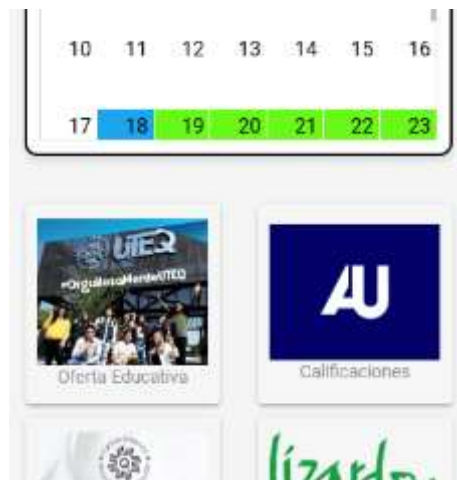 10 11 12 13 14 15 16
17 18 19 20 21 22 23
UTEQ
#OrgullosaMenteUTEQ
AU
Oferta Educativa
Calificaciones
lizard